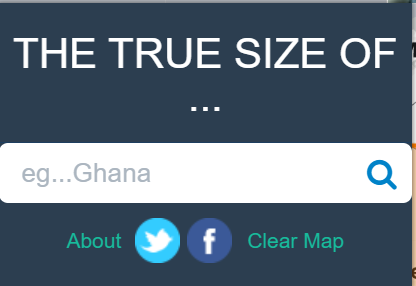 THE TRUE SIZE OF
...
eg...Ghana
About Clear Map